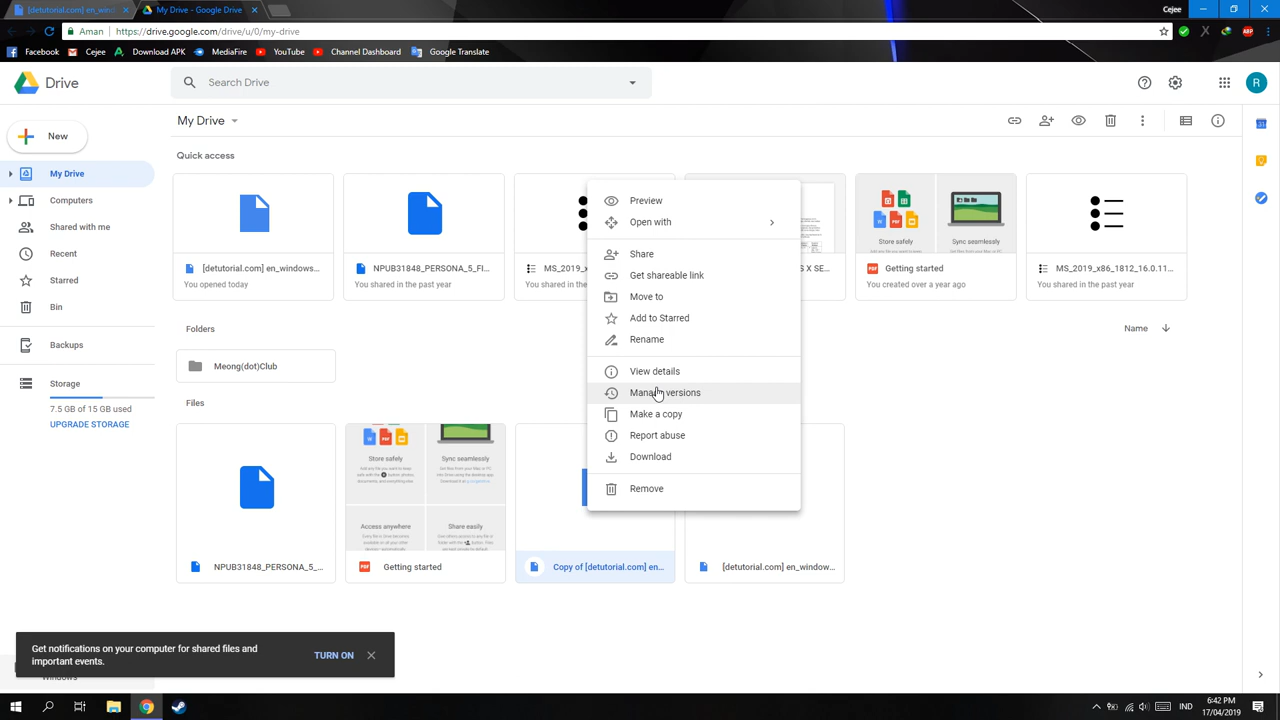 [detutorial.com] en_wind
My Drive - Google Drive
Cejee
Aman
https://drive.google.com/drive/u/0/my-drive
ABP
Facebook
Cejee
Download APK
MediaFire
YouTube
Channel Dashboard
Google Translate
Drive
Search Drive
R
New
My Drive
Quick access
My Drive
Computers
Shared with me
Recent
Starred
Bin
Backups
Storage
7.5 GB of 15 GB used
UPGRADE STORAGE
[detutorial.com] en_windows...
You opened today
NPUB31848_PERSONA_5_FI...
You shared in the past year
MS_2019_x
You shared in the
S X SE...
Store safely
Sync seamlessly
Getting started
You created over a year ago
MS_2019_x86_1812_16.0.11...
You shared in the past year
Preview
Open with
Share
Get shareable link
Move to
Add to Starred
Rename
View details
Manage versions
Make a copy
Report abuse
Download
Remove
Folders
Name
Meong(dot)Club
Files
NPUB31848_PERSONA_5_...
Store safely
Sync seamlessly
Access anywhere
Share easily
Getting started
Copy of [detutorial.com] en...
[detutorial.com] en_window...
Get notifications on your computer for shared files and
important events.
TURN ON
Windows
IND
6:42 PM
17/04/2019